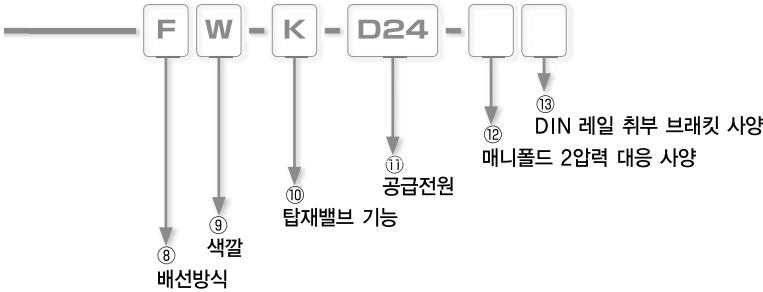 F W - K - D24 -
⑬
DIN 레일 취부 브래킷 사양
⑫
매니폴드 2압력 대응 사양
⑪
공급전원
⑩
탑재밸브 기능
⑨
색깔
⑧
배선방식